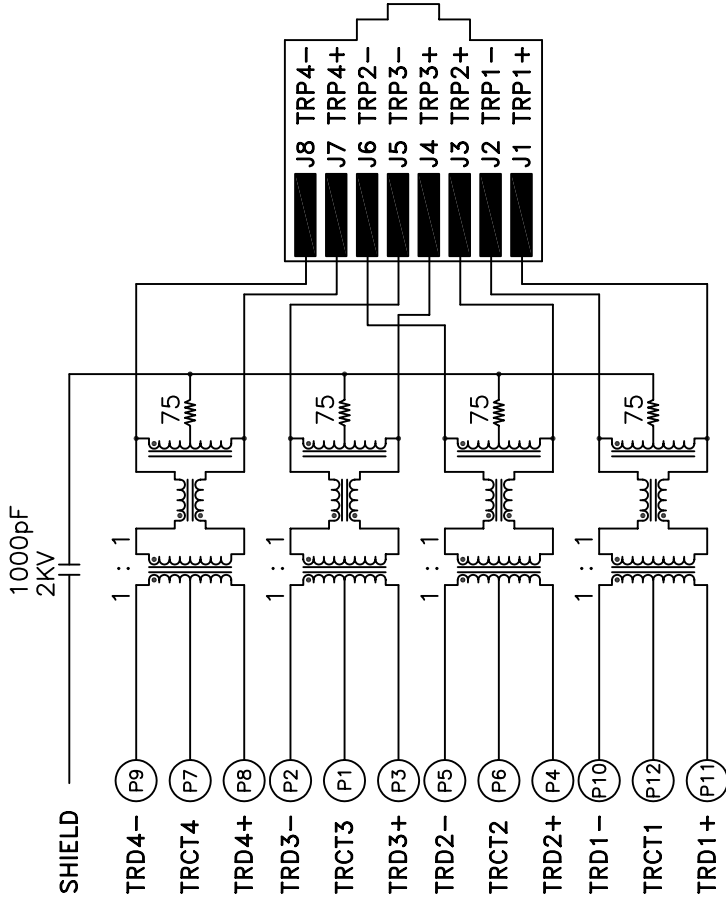 J8 TRP4-
J7 TRP4+
J6 TRP2-
J5 TRP3-
J4 TRP3+
J3 TRP2+
J2 TRP1-
J1 TRP1+
75
75
75
75
1000pF
2KV
1 : 1
1 : 1
1 : 1
1 : 1
SHIELD
TRD4- P9
TRCT4 P7
TRD4+ P8
TRD3- P2
TRCT3 P1
TRD3+ P3
TRD2- P5
TRCT2 P6
TRD2+ P4
TRD1- P10
TRCT1 P12
TRD1+ P11